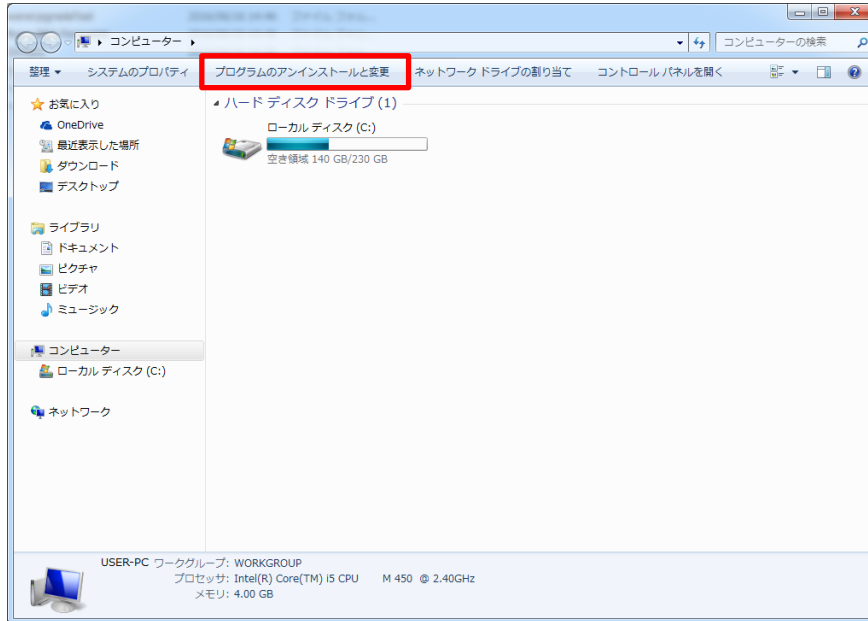 コンピューター
コンピューターの検索
整理 システムのプロパティ プログラムのアンインストールと変更 ネットワーク ドライブの割り当て コントロール パネルを開く
お気に入り
OneDrive
最近表示した場所
ダウンロード
デスクトップ
ライブラリ
ドキュメント
ピクチャ
ビデオ
ミュージック
コンピューター
ローカル ディスク (C:)
ネットワーク
ハード ディスク ドライブ (1)
ローカル ディスク (C:)
空き領域 140 GB/230 GB
USER-PC ワークグループ: WORKGROUP
プロセッサ: Intel(R) Core(TM) i5 CPU M 450 @ 2.40GHz
メモリ: 4.00 GB